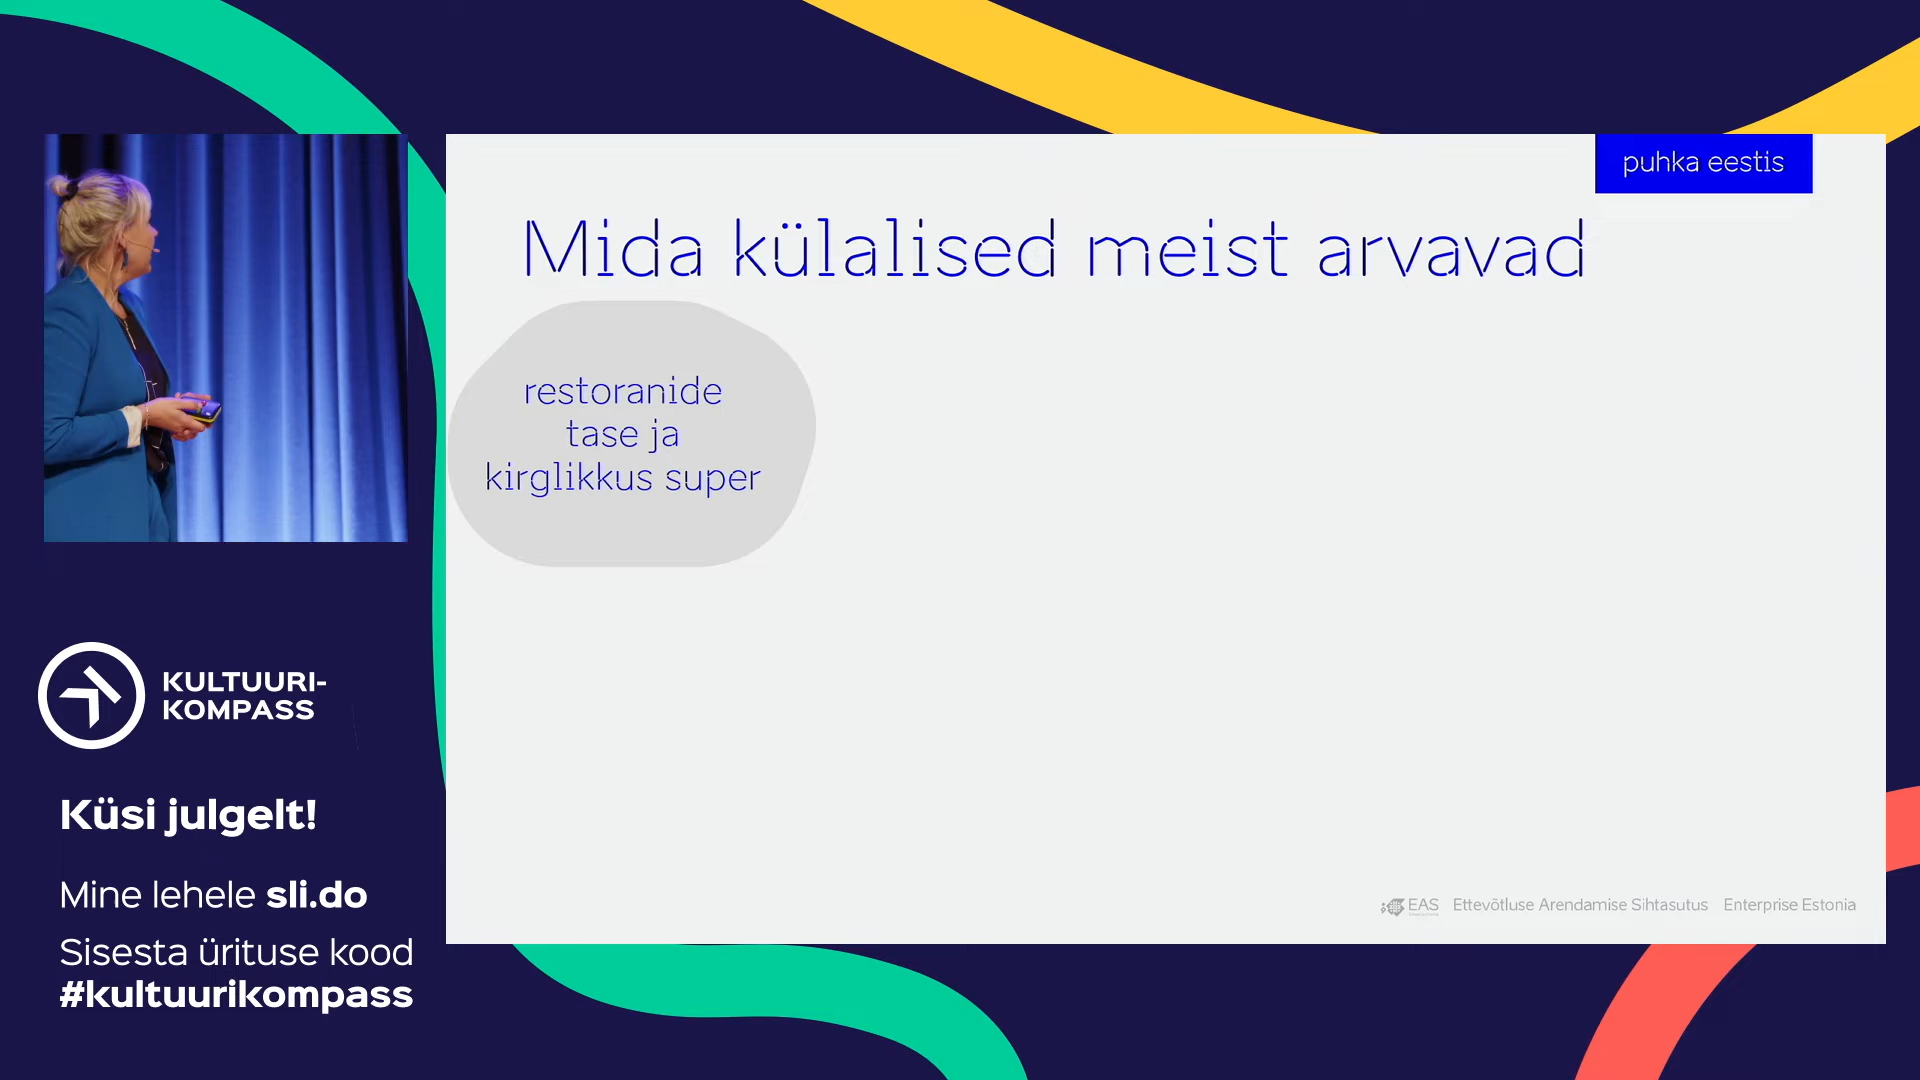 puhka eestis
Mida külalised meist arvavad
restoranide
tase ja
kirglikkus super
KULTUURI-
KOMPASS
Küsi julgelt!
Mine lehele sli.do
Sisesta ürituse kood
#kultuurikompass
EAS Ettevõtluse Arendamise Sihtasutus Enterprise Estonia